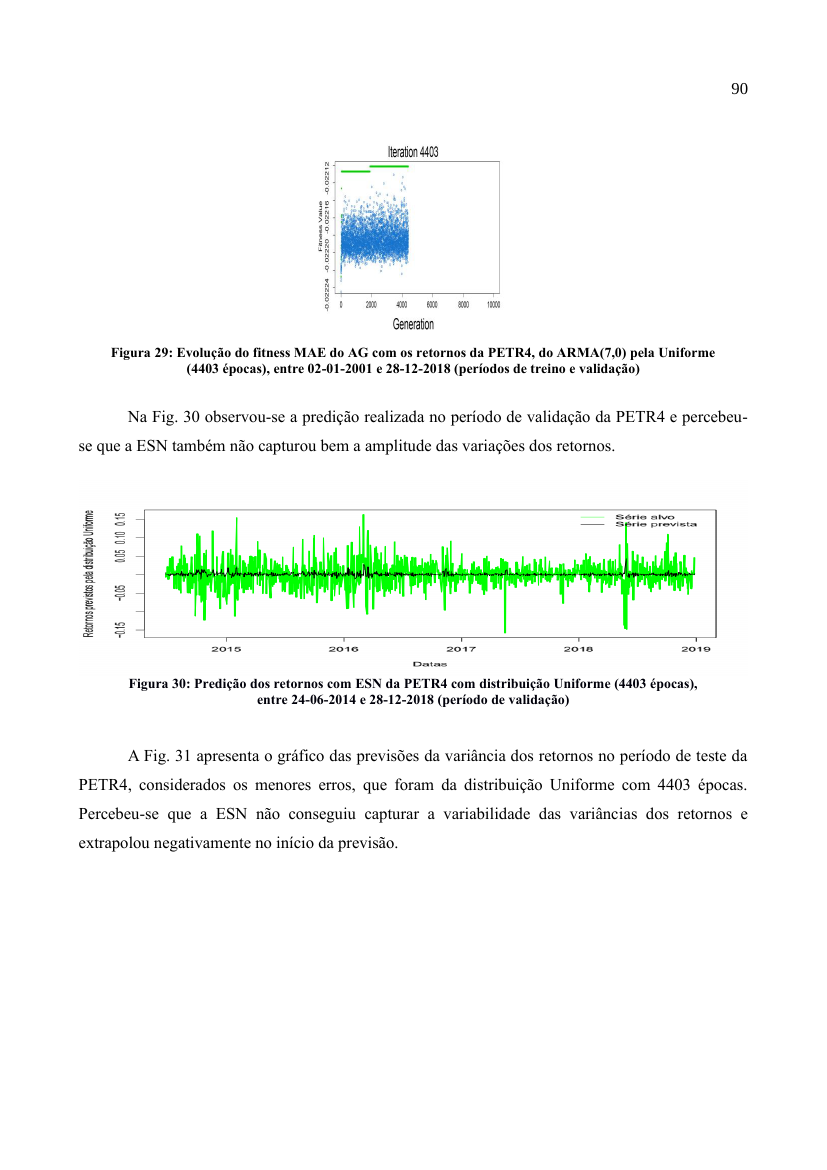 90
Iteration 4403
Fitness Value
-0.02212
-0.02216
-0.02220
-0.02224
0 2000 4000 6000 8000 10000
Generation
Figura 29: Evolução do fitness MAE do AG com os retornos da PETR4, do ARMA(7,0) pela Uniforme
(4403 épocas), entre 02-01-2001 e 28-12-2018 (períodos de treino e validação)
Na Fig. 30 observou-se a predição realizada no período de validação da PETR4 e percebeu-
se que a ESN também não capturou bem a amplitude das variações dos retornos.
Retornos previstos pela distribuição Uniforme
0.15
0.10
0.05
-0.05
-0.15
Série alvo
Série prevista
2015 2016 2017 2018 2019
Datas
Figura 30: Predição dos retornos com ESN da PETR4 com distribuição Uniforme (4403 épocas),
entre 24-06-2014 e 28-12-2018 (período de validação)
A Fig. 31 apresenta o gráfico das previsões da variância dos retornos no período de teste da
PETR4, considerados os menores erros, que foram da distribuição Uniforme com 4403 épocas.
Percebeu-se que a ESN não conseguiu capturar a variabilidade das variâncias dos retornos e
extrapolou negativamente no início da previsão.